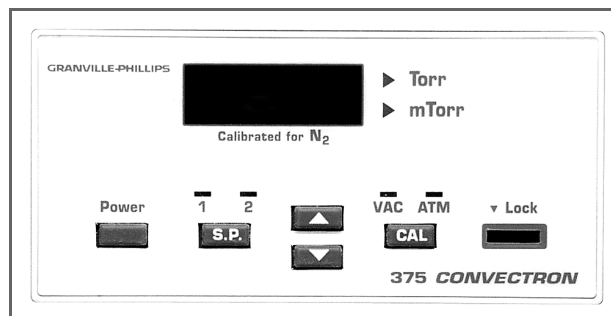 GRANVILLE-PHILLIPS
▶ Torr
▶ mTorr
Calibrated for N₂
Power
1 2
S.P.
VAC ATM
CAL
▼ Lock
375 CONVECTRON